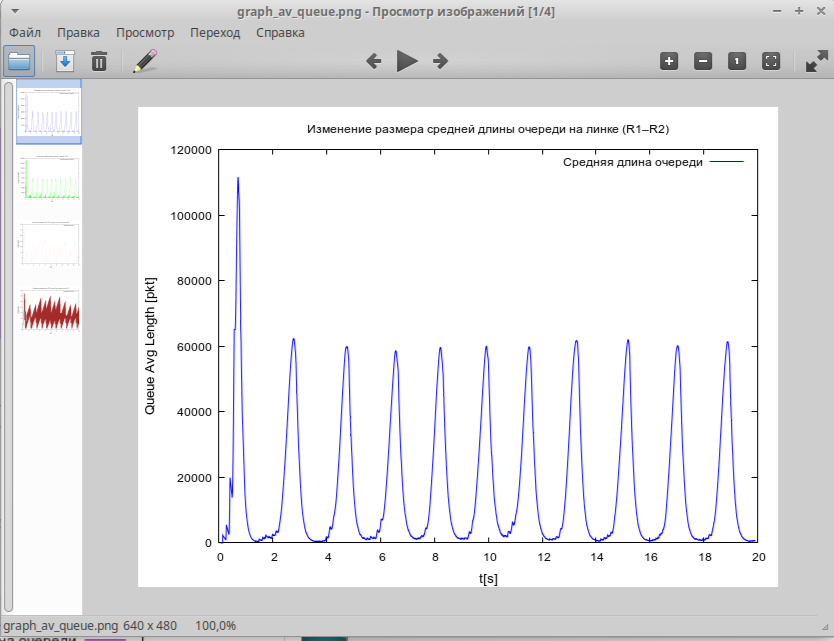 graph_av_queue.png - Просмотр изображений [1/4]
Файл Правка Просмотр Переход Справка
1
Изменение размера средней длины очереди на линке (R1–R2)
Средняя длина очереди
120000
100000
80000
60000
40000
20000
0
Queue Avg Length [pkt]
0 2 4 6 8 10 12 14 16 18 20
t[s]
graph_av_queue.png 640 x 480 100,0%